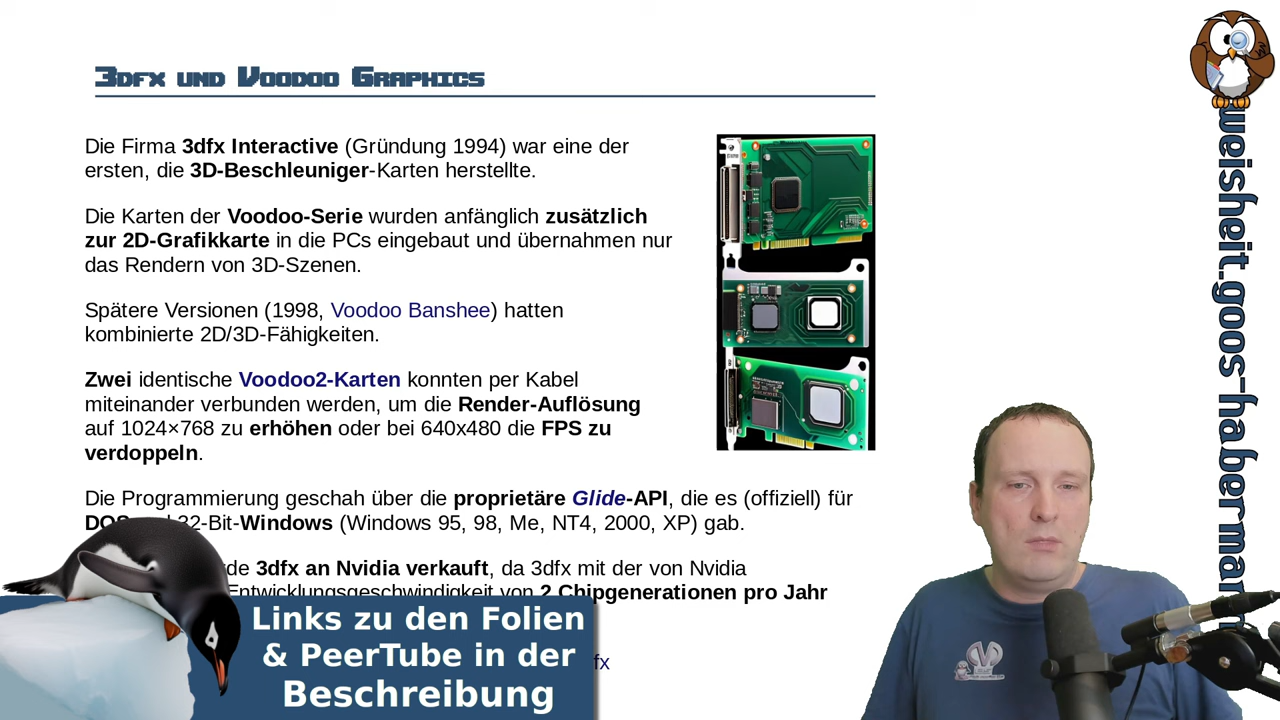 3dfx und Voodoo Graphics
Die Firma 3dfx Interactive (Gründung 1994) war eine der
ersten, die 3D-Beschleuniger-Karten herstellte.
Die Karten der Voodoo-Serie wurden anfänglich zusätzlich
zur 2D-Grafikkarte in die PCs eingebaut und übernahmen nur
das Rendern von 3D-Szenen.
Spätere Versionen (1998, Voodoo Banshee) hatten
kombinierte 2D/3D-Fähigkeiten.
Zwei identische Voodoo2-Karten konnten per Kabel
miteinander verbunden werden, um die Render-Auflösung
auf 1024×768 zu erhöhen oder bei 640x480 die FPS zu
verdoppeln.
Die Programmierung geschah über die proprietäre Glide-API, die es (offiziell) für
DOS 32-Bit-Windows (Windows 95, 98, Me, NT4, 2000, XP) gab.
3dfx an Nvidia verkauft, da 3dfx mit der von Nvidia
Entwicklungsgeschwindigkeit von 2 Chipgenerationen pro Jahr
fx
Links zu den Folien
& PeerTube in der
Beschreibung
weisheit.goos-habermann